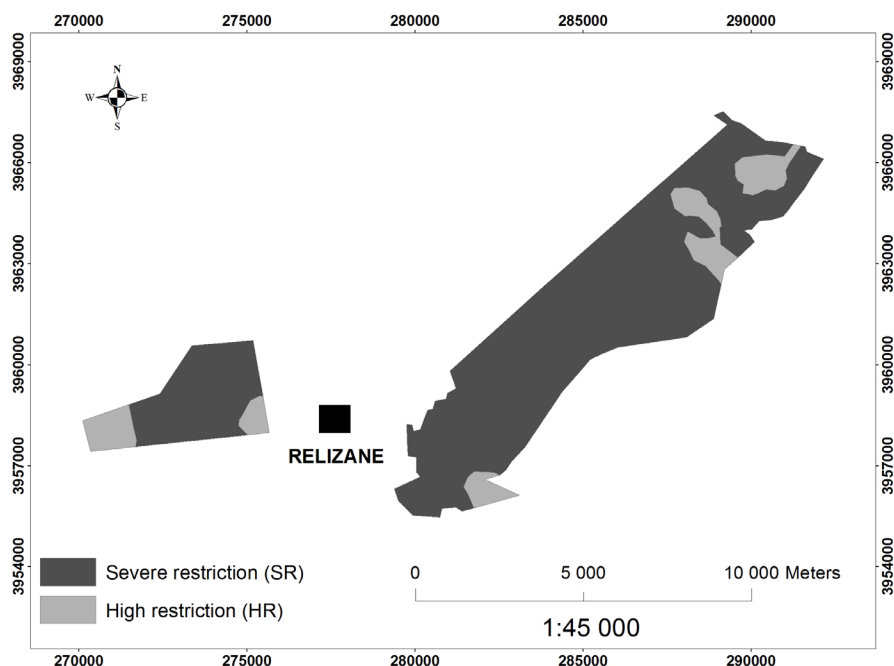 270000 275000 280000 285000 290000
3969000 3969000
N
W E
S
3966000 3966000
3963000 3963000
3960000 3960000
RELIZANE
3957000 3957000
3954000 3954000
Severe restriction (SR)
High restriction (HR)
0 5 000 10 000 Meters
1:45 000
270000 275000 280000 285000 290000